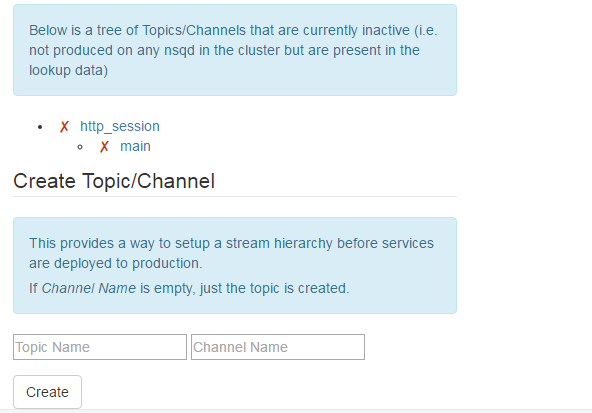 Below is a tree of Topics/Channels that are currently inactive (i.e.
not produced on any nsqd in the cluster but are present in the
lookup data)
✗ http_session
✗ main
Create Topic/Channel
This provides a way to setup a stream hierarchy before services
are deployed to production.
If Channel Name is empty, just the topic is created.
Topic Name Channel Name
Create